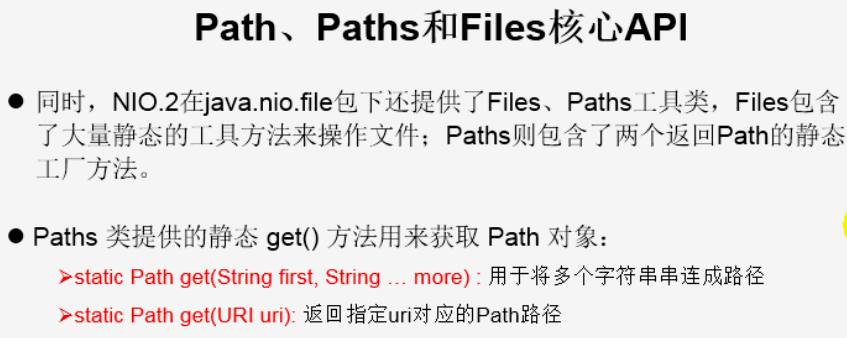 Path、Paths和Files核心API
● 同时，NIO.2在java.nio.file包下还提供了Files、Paths工具类，Files包含
了大量静态的工具方法来操作文件；Paths则包含了两个返回Path的静态
工厂方法。
● Paths 类提供的静态 get() 方法用来获取 Path 对象：
➢static Path get(String first, String … more) : 用于将多个字符串串连成路径
➢static Path get(URI uri): 返回指定uri对应的Path路径